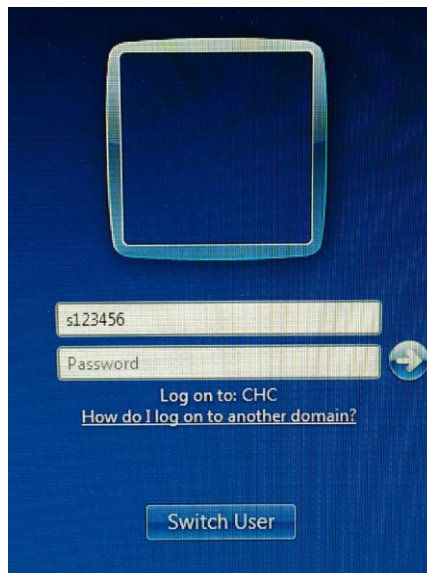 s123456
Password
Log on to: CHC
How do I log on to another domain?
Switch User